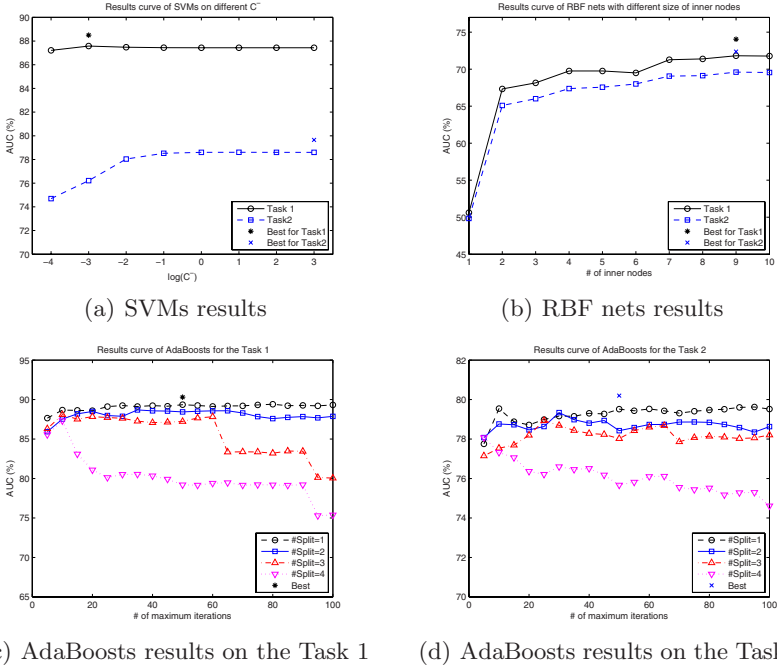 Results curve of SVMs on different C⁻
90
88
86
84
82
80
78
76
74
72
70
AUC (%)
−4 −3 −2 −1 0 1 2 3
log(C⁻)
Task 1
Task2
Best for Task1
Best for Task2
(a) SVMs results
Results curve of RBF nets with different size of inner nodes
75
70
65
60
55
50
45
AUC (%)
1 2 3 4 5 6 7 8 9 10
# of inner nodes
Task 1
Task2
Best for Task1
Best for Task2
(b) RBF nets results
Results curve of AdaBoosts for the Task 1
95
90
85
80
75
70
65
AUC (%)
0 20 40 60 80 100
# of maximum iterations
#Split=1
#Split=2
#Split=3
#Split=4
Best
) AdaBoosts results on the Task 1
Results curve of AdaBoosts for the Task 2
82
80
78
76
74
72
70
AUC (%)
0 20 40 60 80 100
# of maximum iterations
#Split=1
#Split=2
#Split=3
#Split=4
Best
(d) AdaBoosts results on the Tas